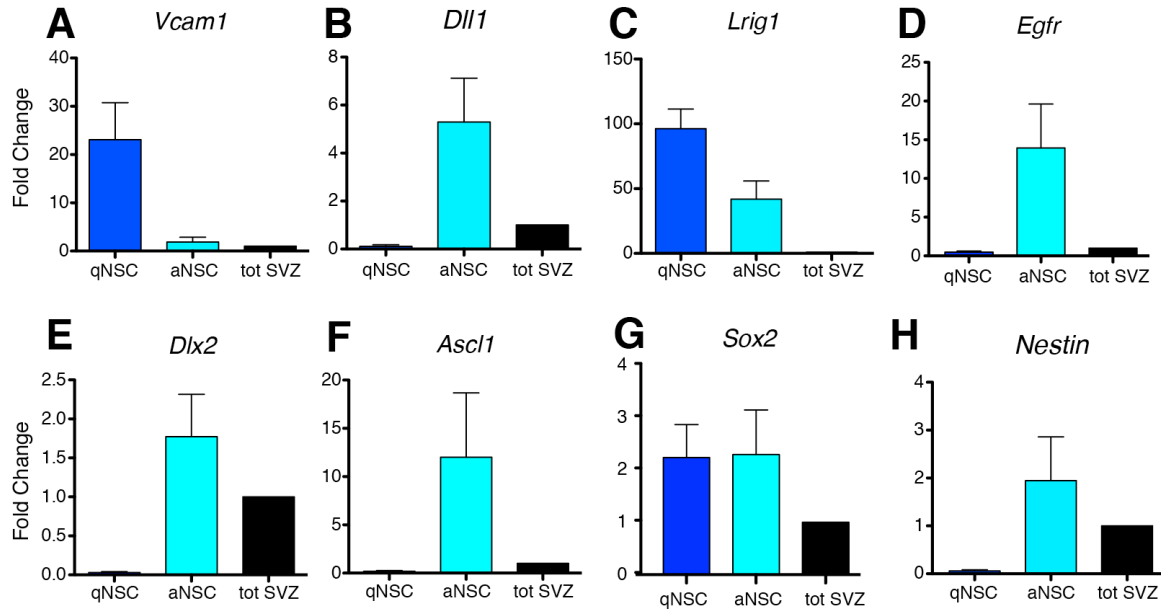 A Vcam1
Fold Change
40
30
20
10
0
qNSC aNSC tot SVZ
B Dll1
8
6
4
2
0
qNSC aNSC tot SVZ
C Lrig1
150
100
50
0
qNSC aNSC tot SVZ
D Egfr
25
20
15
10
5
0
qNSC aNSC tot SVZ
E Dlx2
Fold Change
2.5
2.0
1.5
1.0
0.5
0.0
qNSC aNSC tot SVZ
F Ascl1
20
15
10
5
0
qNSC aNSC tot SVZ
G Sox2
4
3
2
1
0
qNSC aNSC tot SVZ
H Nestin
4
3
2
1
0
qNSC aNSC tot SVZ